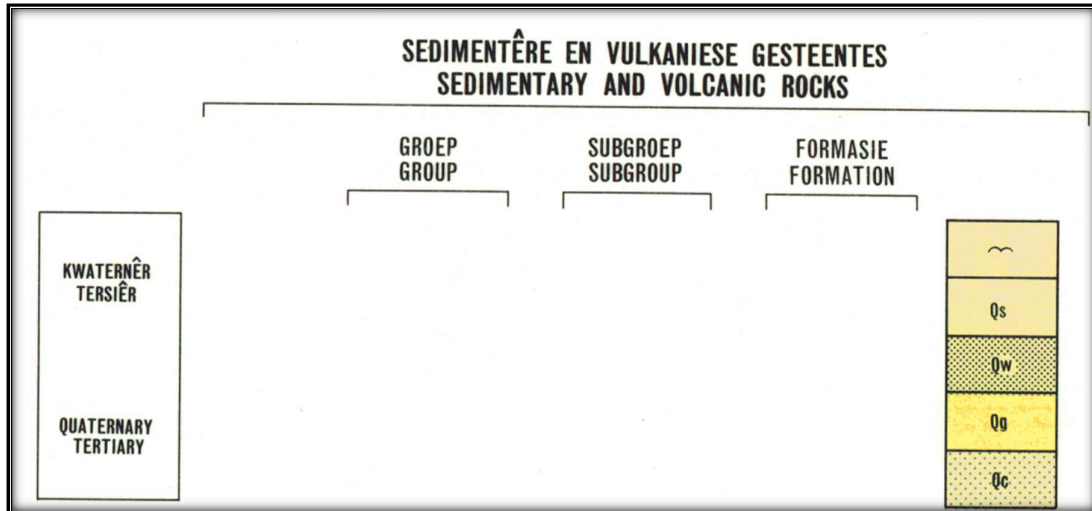 SEDIMENTÊRE EN VULKANIESE GESTEENTES
SEDIMENTARY AND VOLCANIC ROCKS
GROEP
GROUP
SUBGROEP
SUBGROUP
FORMASIE
FORMATION
KWATERNÊR
TERSIÊR
QUATERNARY
TERTIARY
Qs
Qw
Qg
Qc